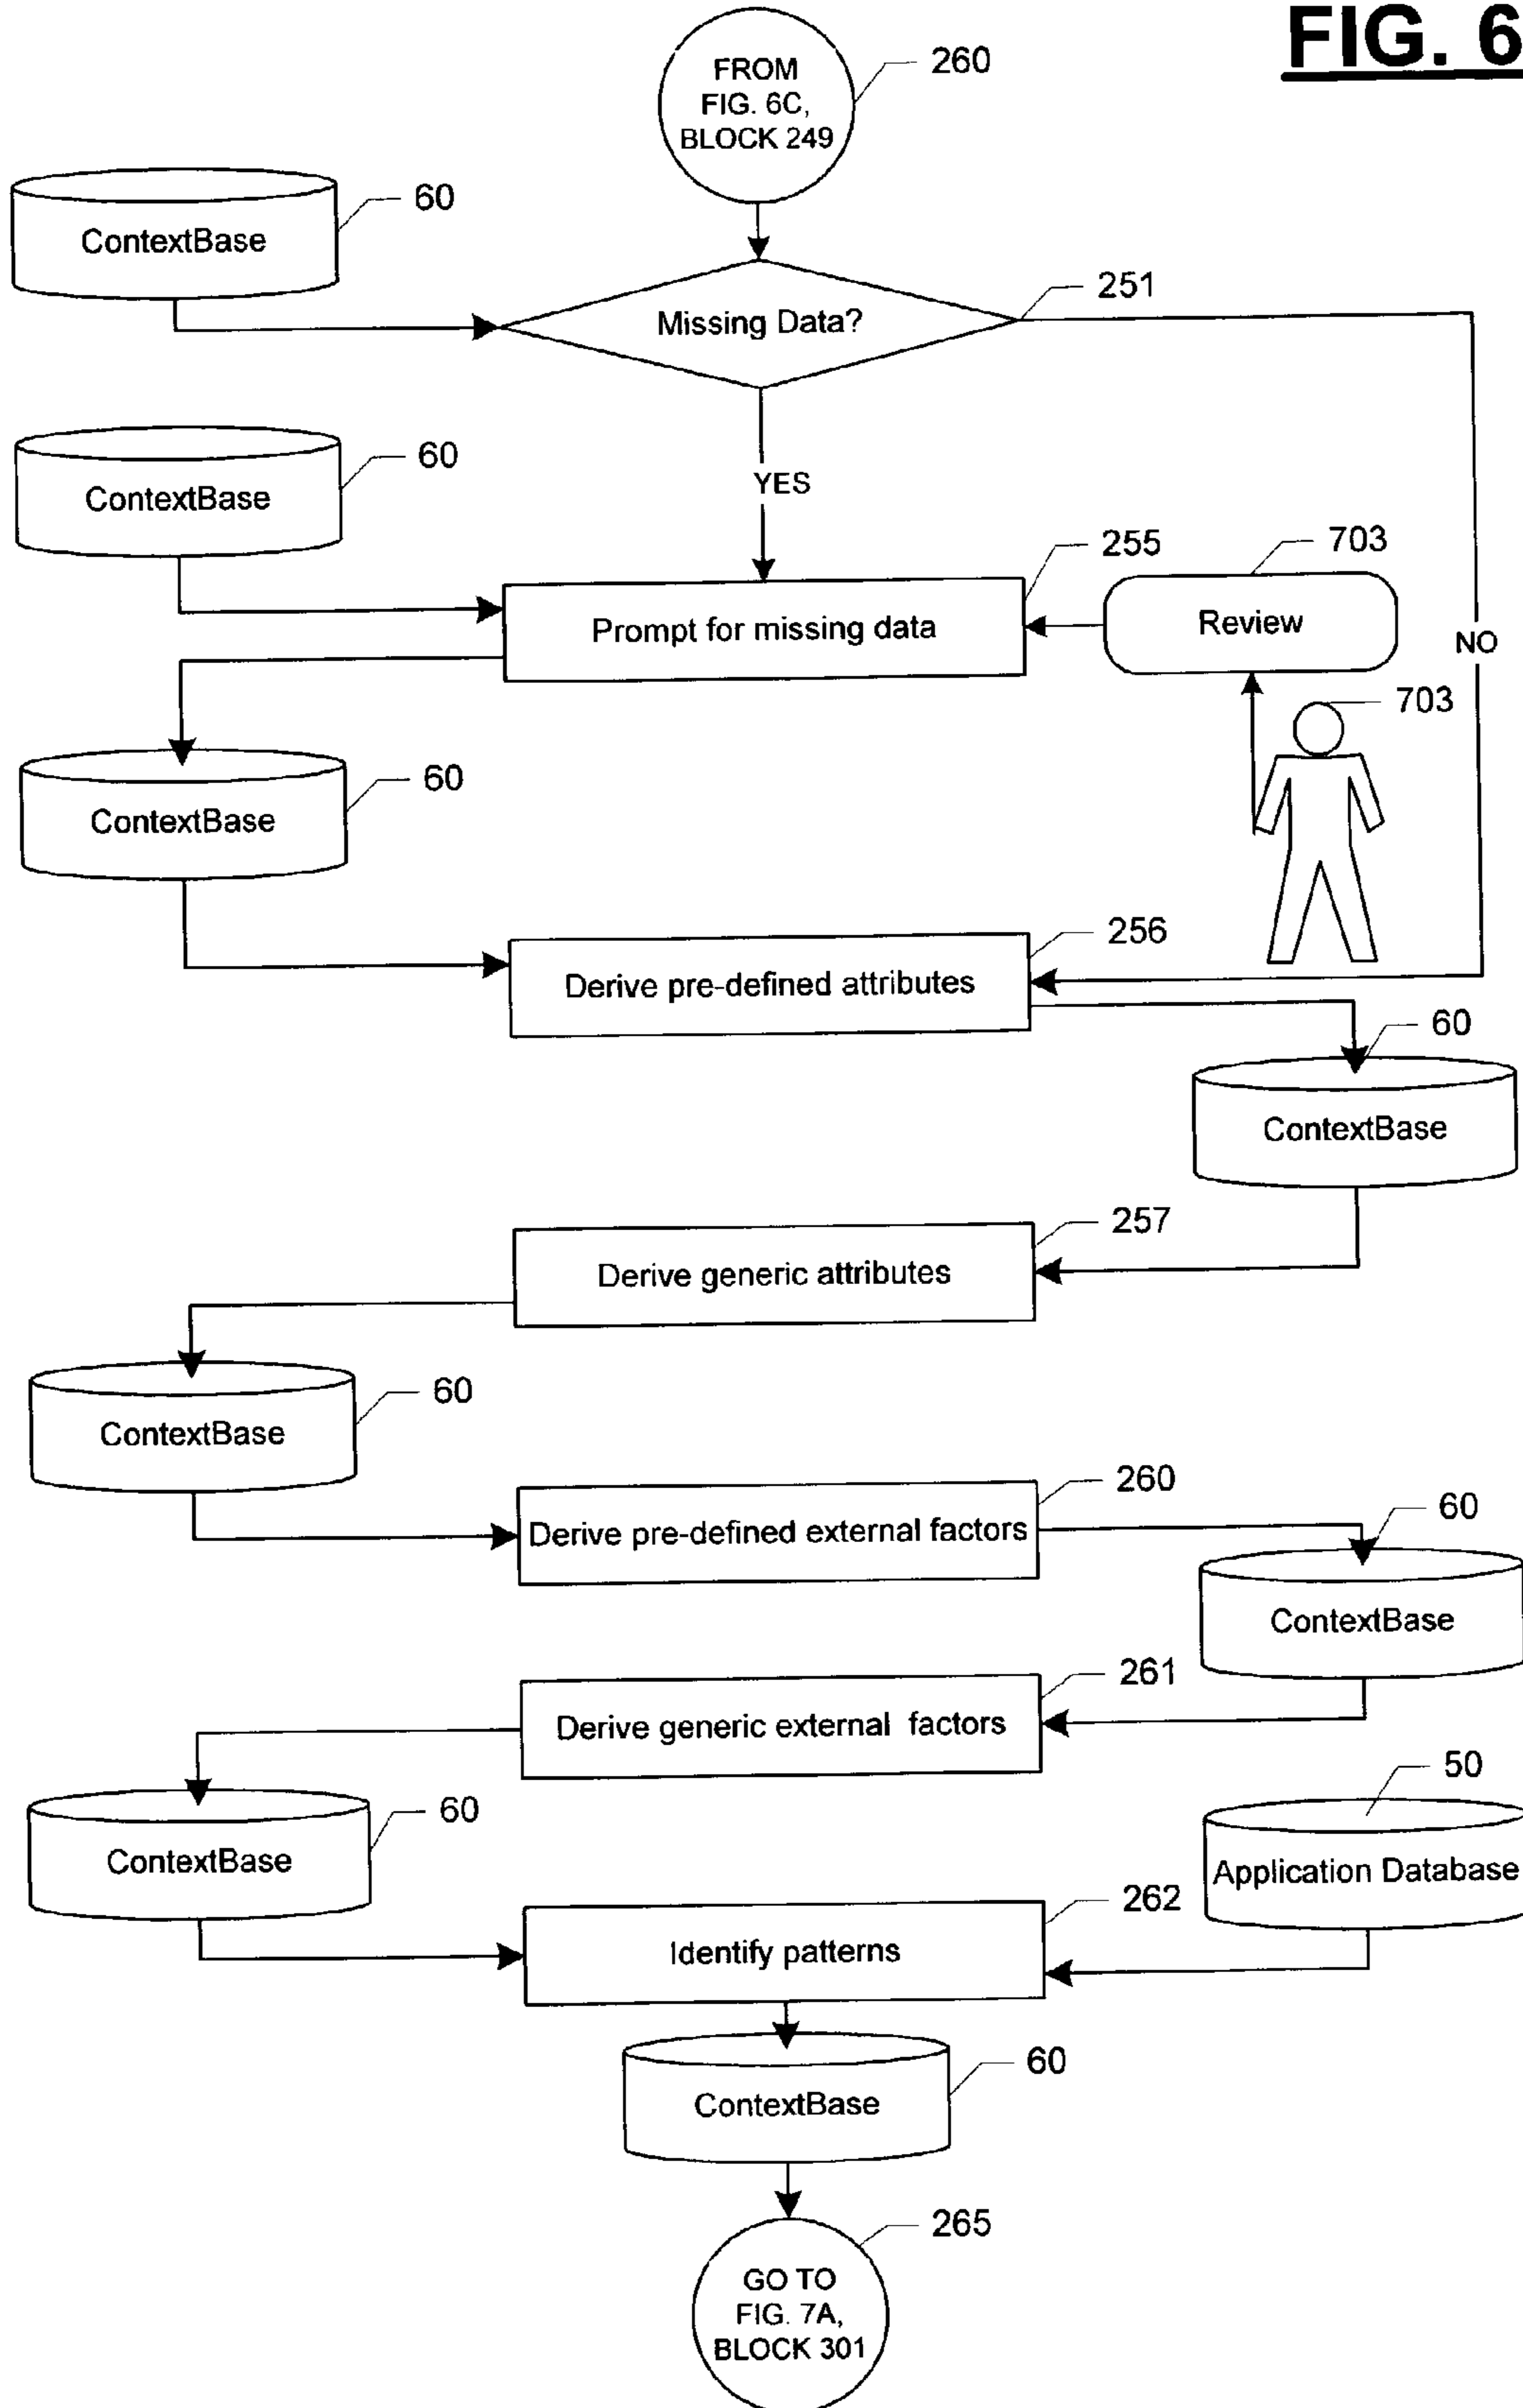 FIG. 6
FROM
FIG. 6C,
BLOCK 249
260
ContextBase
60
Missing Data?
251
ContextBase
60
YES
Prompt for missing data
255
Review
703
NO
703
ContextBase
60
Derive pre-defined attributes
256
ContextBase
60
Derive generic attributes
257
ContextBase
60
Derive pre-defined external factors
260
ContextBase
60
Derive generic external factors
261
ContextBase
60
Application Database
50
Identify patterns
262
ContextBase
60
GO TO
FIG. 7A,
BLOCK 301
265